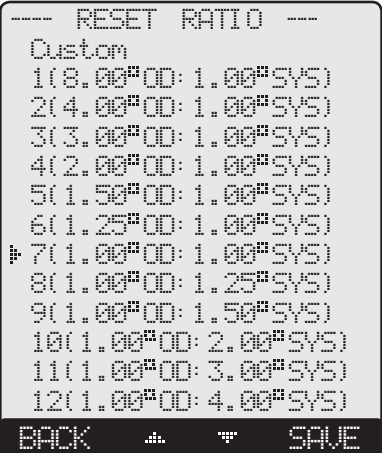 ---- RESET RATIO ---
Custom
1(8.00"OD: 1.00"SYS)
2(4.00"OD: 1.00"SYS)
3(3.00"OD: 1.00"SYS)
4(2.00"OD: 1.00"SYS)
5(1.50"OD: 1.00"SYS)
6(1.25"OD: 1.00"SYS)
7(1.00"OD: 1.00"SYS)
8(1.00"OD: 1.25"SYS)
9(1.00"OD: 1.50"SYS)
10(1.00"OD: 2.00"SYS)
11(1.00"OD: 3.00"SYS)
12(1.00"OD: 4.00"SYS)
BACK SAVE